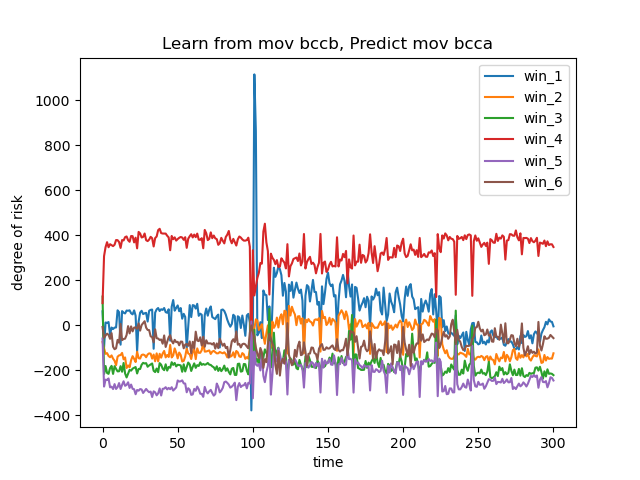 Learn from mov bccb, Predict mov bcca
degree of risk
1000
800
600
400
200
0
−200
−400
win_1
win_2
win_3
win_4
win_5
win_6
0 50 100 150 200 250 300
time